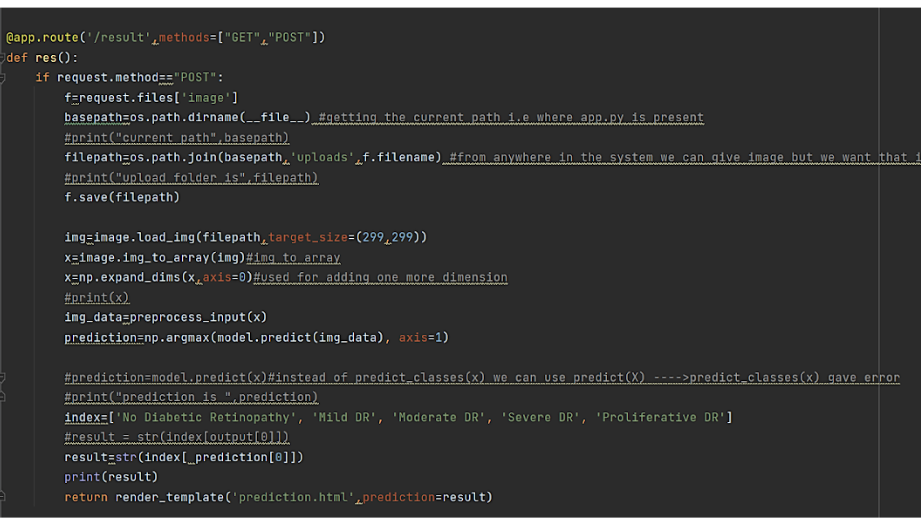 @app.route('/result',methods=["GET","POST"])
def res():
    if request.method=="POST":
        f=request.files['image']
        basepath=os.path.dirname(__file__) #getting the current path i.e where app.py is present
        #print("current path",basepath)
        filepath=os.path.join(basepath,'uploads',f.filename) #from anywhere in the system we can give image but we want that
        #print("upload folder is",filepath)
        f.save(filepath)
        img=image.load_img(filepath,target_size=(299,299))
        x=image.img_to_array(img)#img to array
        x=np.expand_dims(x,axis=0)#used for adding one more dimension
        #print(x)
        img_data=preprocess_input(x)
        prediction=np.argmax(model.predict(img_data), axis=1)
        #prediction=model.predict(x)#instead of predict_classes(x) we can use predict(X) ---->predict_classes(x) gave error
        #print("prediction is ",prediction)
        index=['No Diabetic Retinopathy', 'Mild DR', 'Moderate DR', 'Severe DR', 'Proliferative DR']
        #result = str(index[output[0]])
        result=str(index[ prediction[0]])
        print(result)
        return render_template('prediction.html',prediction=result)